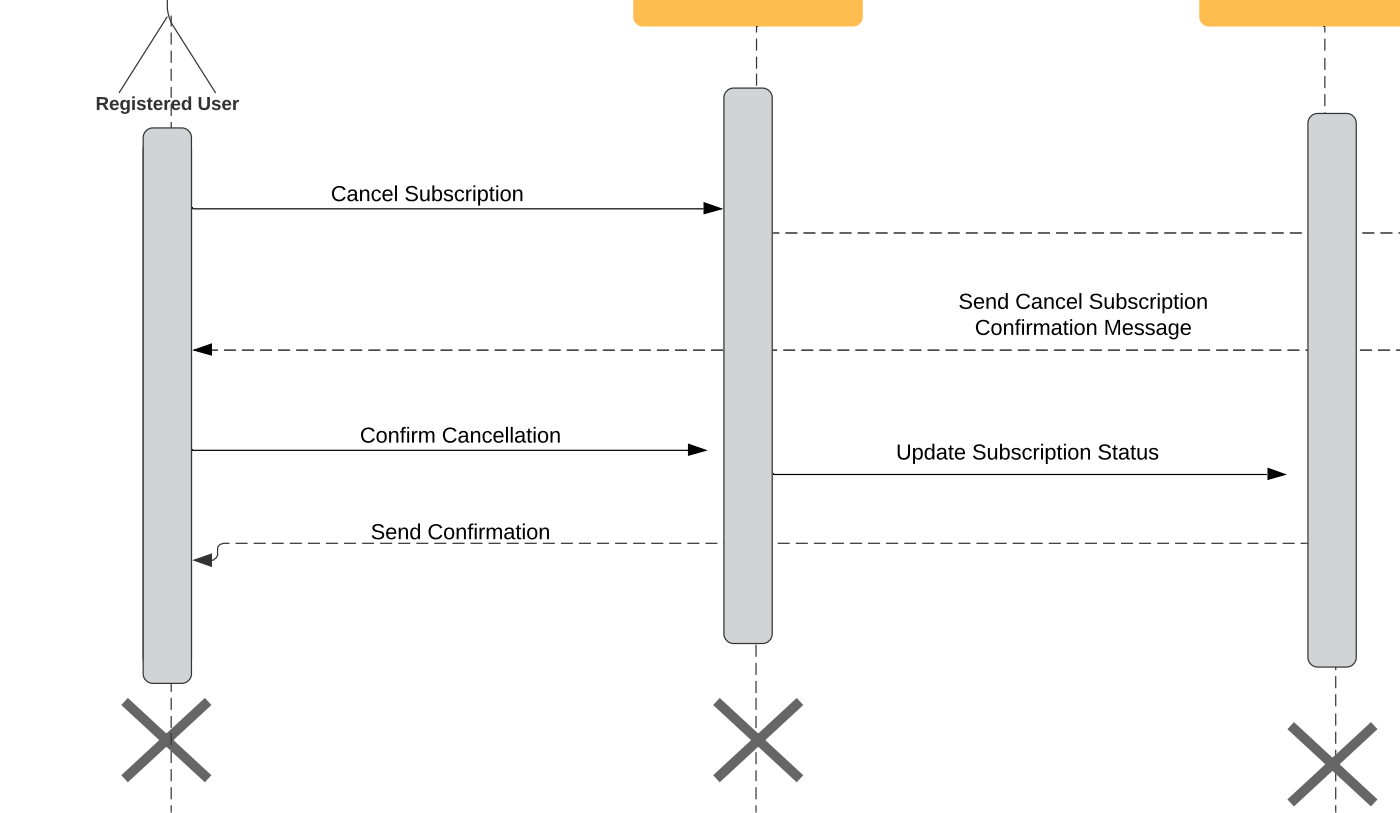 Registered User
Cancel Subscription
Send Cancel Subscription
Confirmation Message
Confirm Cancellation
Update Subscription Status
Send Confirmation